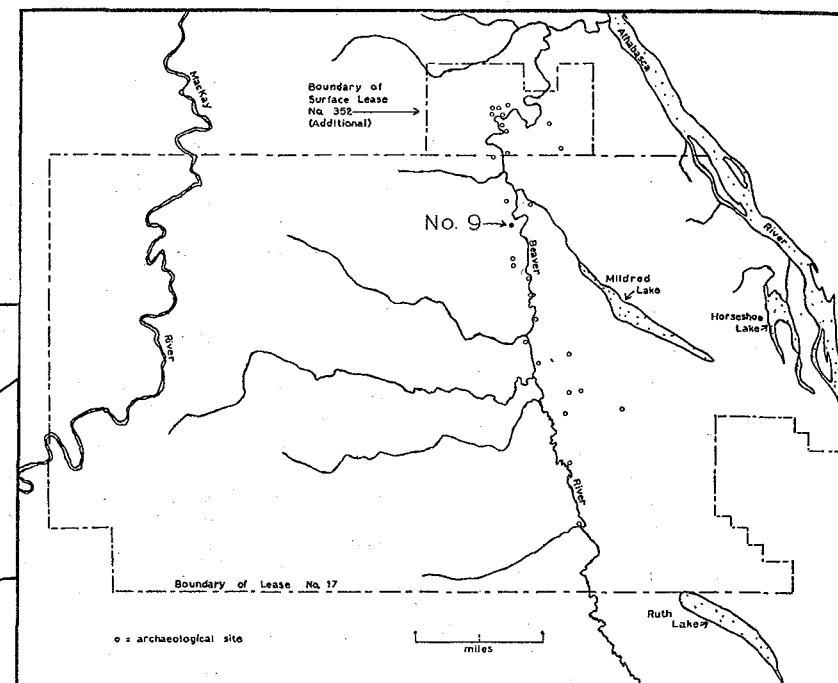 Boundary of
Surface Lease
No. 352
(Additional)
MacKay
River
Athabasca
River
No. 9
Beaver
River
Mildred
Lake
Horseshoe
Lake
Boundary of Lease No. 17
Ruth
Lake
o = archaeological site
miles